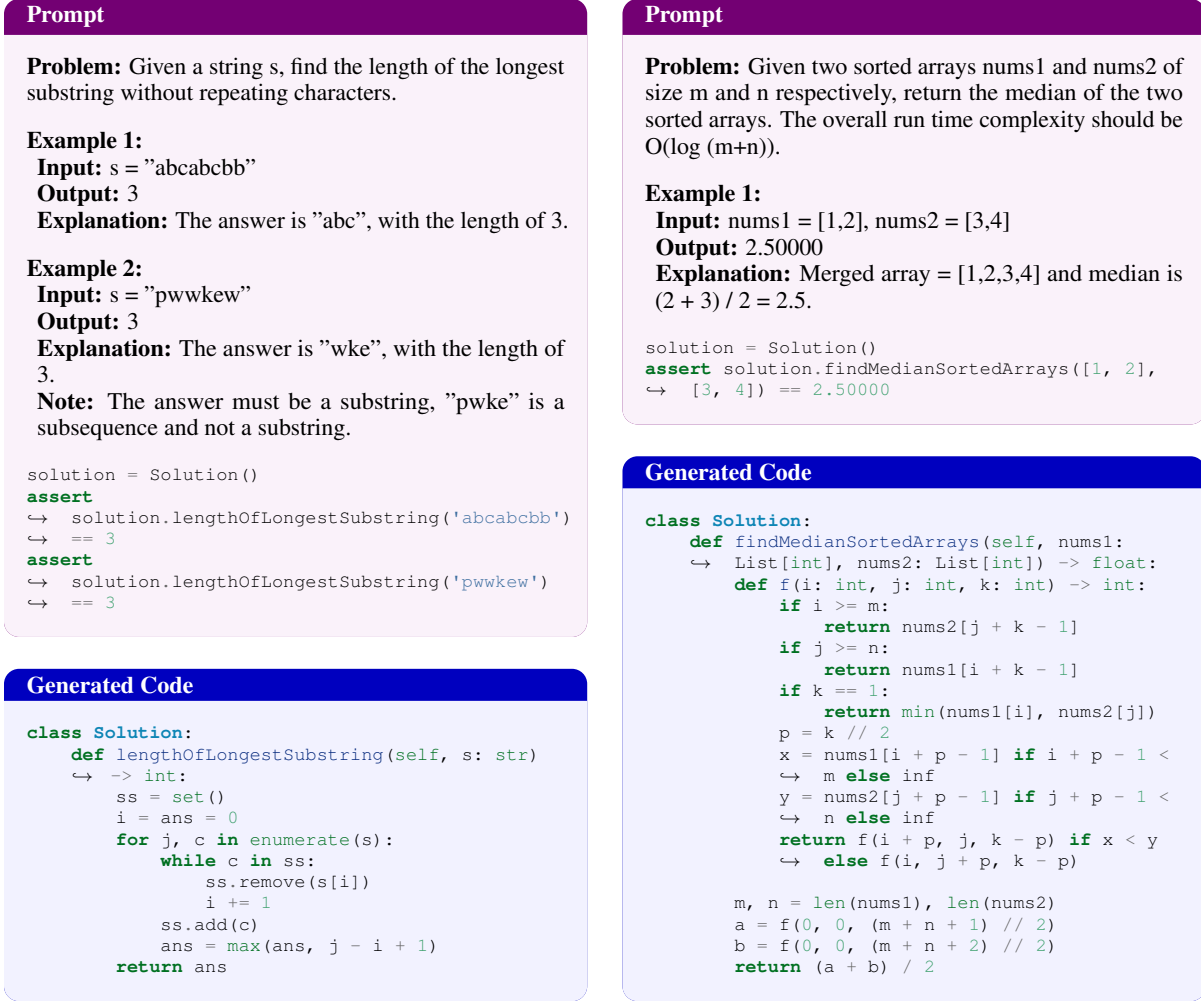 Prompt
Problem: Given a string s, find the length of the longest
substring without repeating characters.
Example 1:
Input: s = ”abcabcbb”
Output: 3
Explanation: The answer is ”abc”, with the length of 3.
Example 2:
Input: s = ”pwwkew”
Output: 3
Explanation: The answer is ”wke”, with the length of
3.
Note: The answer must be a substring, ”pwke” is a
subsequence and not a substring.
solution = Solution()
assert
↪ solution.lengthOfLongestSubstring('abcabcbb')
↪ == 3
assert
↪ solution.lengthOfLongestSubstring('pwwkew')
↪ == 3
Generated Code
class Solution:
    def lengthOfLongestSubstring(self, s: str)
    ↪ -> int:
        ss = set()
        i = ans = 0
        for j, c in enumerate(s):
            while c in ss:
                ss.remove(s[i])
                i += 1
            ss.add(c)
            ans = max(ans, j - i + 1)
        return ans
Prompt
Problem: Given two sorted arrays nums1 and nums2 of
size m and n respectively, return the median of the two
sorted arrays. The overall run time complexity should be
O(log (m+n)).
Example 1:
Input: nums1 = [1,2], nums2 = [3,4]
Output: 2.50000
Explanation: Merged array = [1,2,3,4] and median is
(2 + 3) / 2 = 2.5.
solution = Solution()
assert solution.findMedianSortedArrays([1, 2],
↪ [3, 4]) == 2.50000
Generated Code
class Solution:
    def findMedianSortedArrays(self, nums1:
    ↪ List[int], nums2: List[int]) -> float:
        def f(i: int, j: int, k: int) -> int:
            if i >= m:
                return nums2[j + k - 1]
            if j >= n:
                return nums1[i + k - 1]
            if k == 1:
                return min(nums1[i], nums2[j])
            p = k // 2
            x = nums1[i + p - 1] if i + p - 1 <
            ↪ m else inf
            y = nums2[j + p - 1] if j + p - 1 <
            ↪ n else inf
            return f(i + p, j, k - p) if x < y
            ↪ else f(i, j + p, k - p)
        m, n = len(nums1), len(nums2)
        a = f(0, 0, (m + n + 1) // 2)
        b = f(0, 0, (m + n + 2) // 2)
        return (a + b) / 2